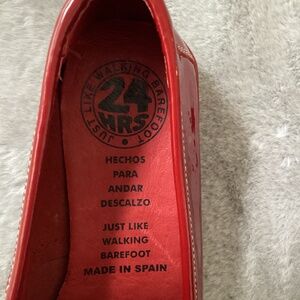 JUST LIKE WALKING BAREFOOT
24
HRS
HECHOS
PARA
ANDAR
DESCALZO
JUST LIKE
WALKING
BAREFOOT
MADE IN SPAIN